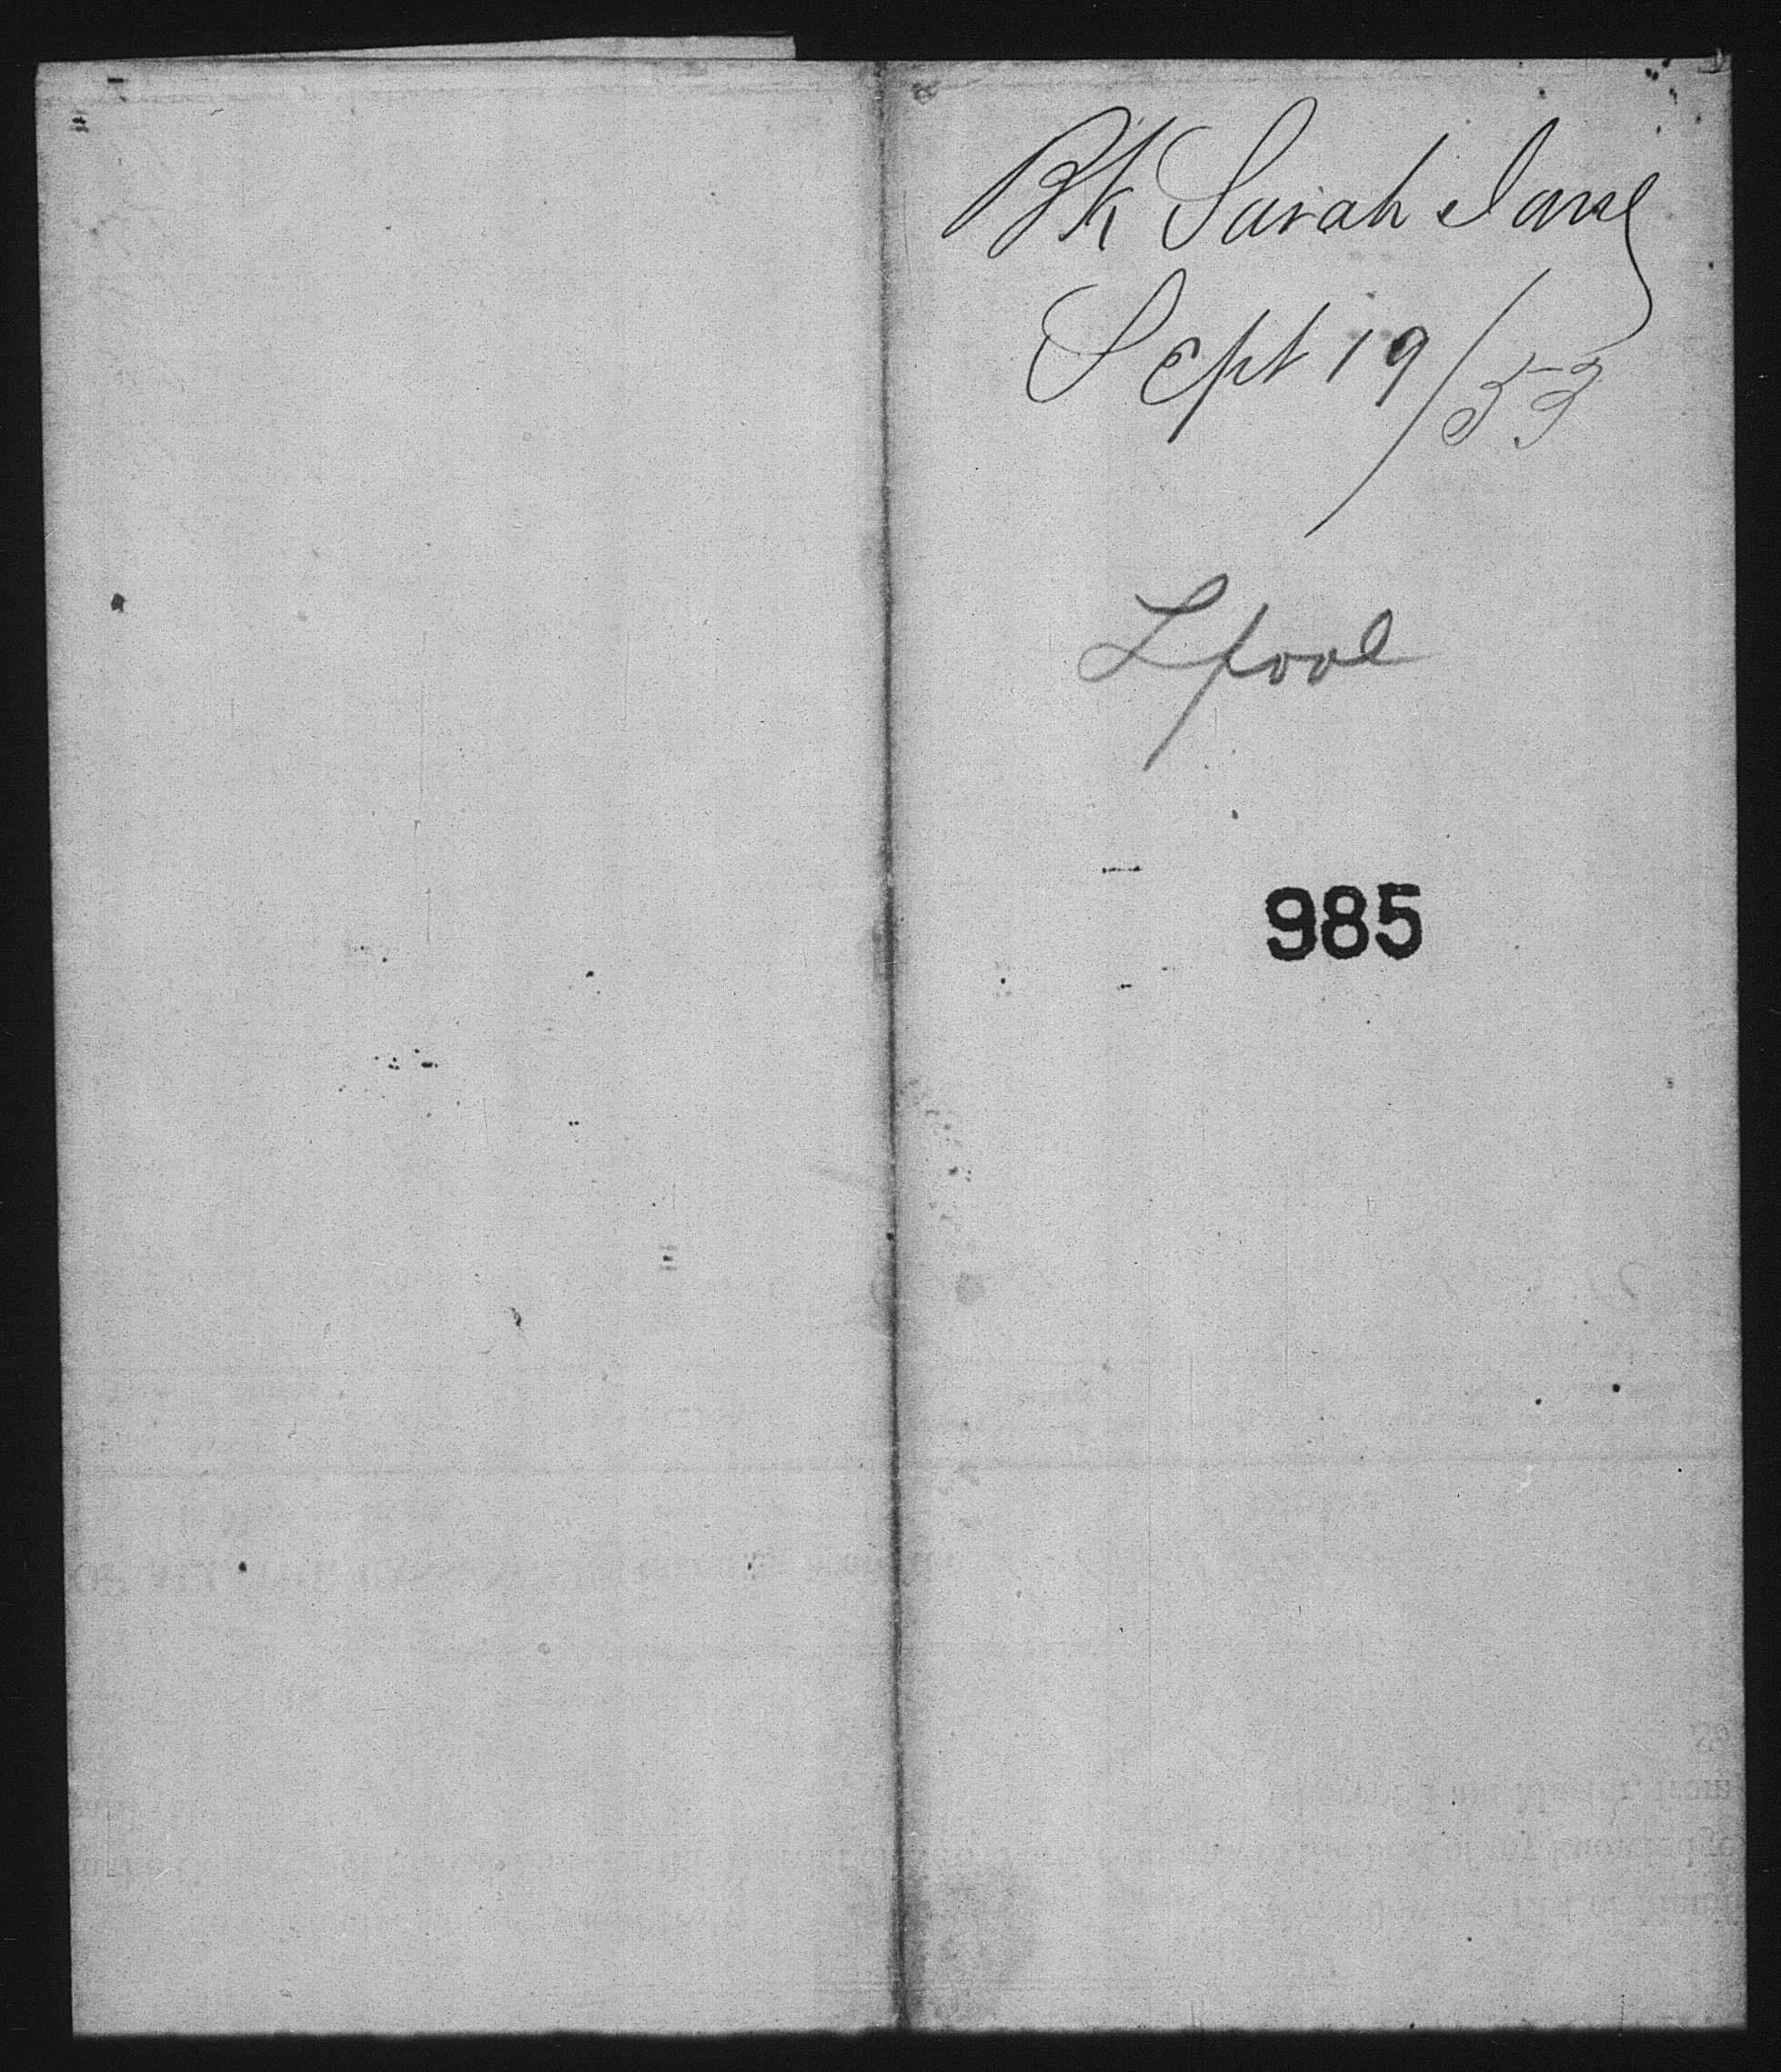 Bk Sarah Jane
Sept 19/53
Lpool
985